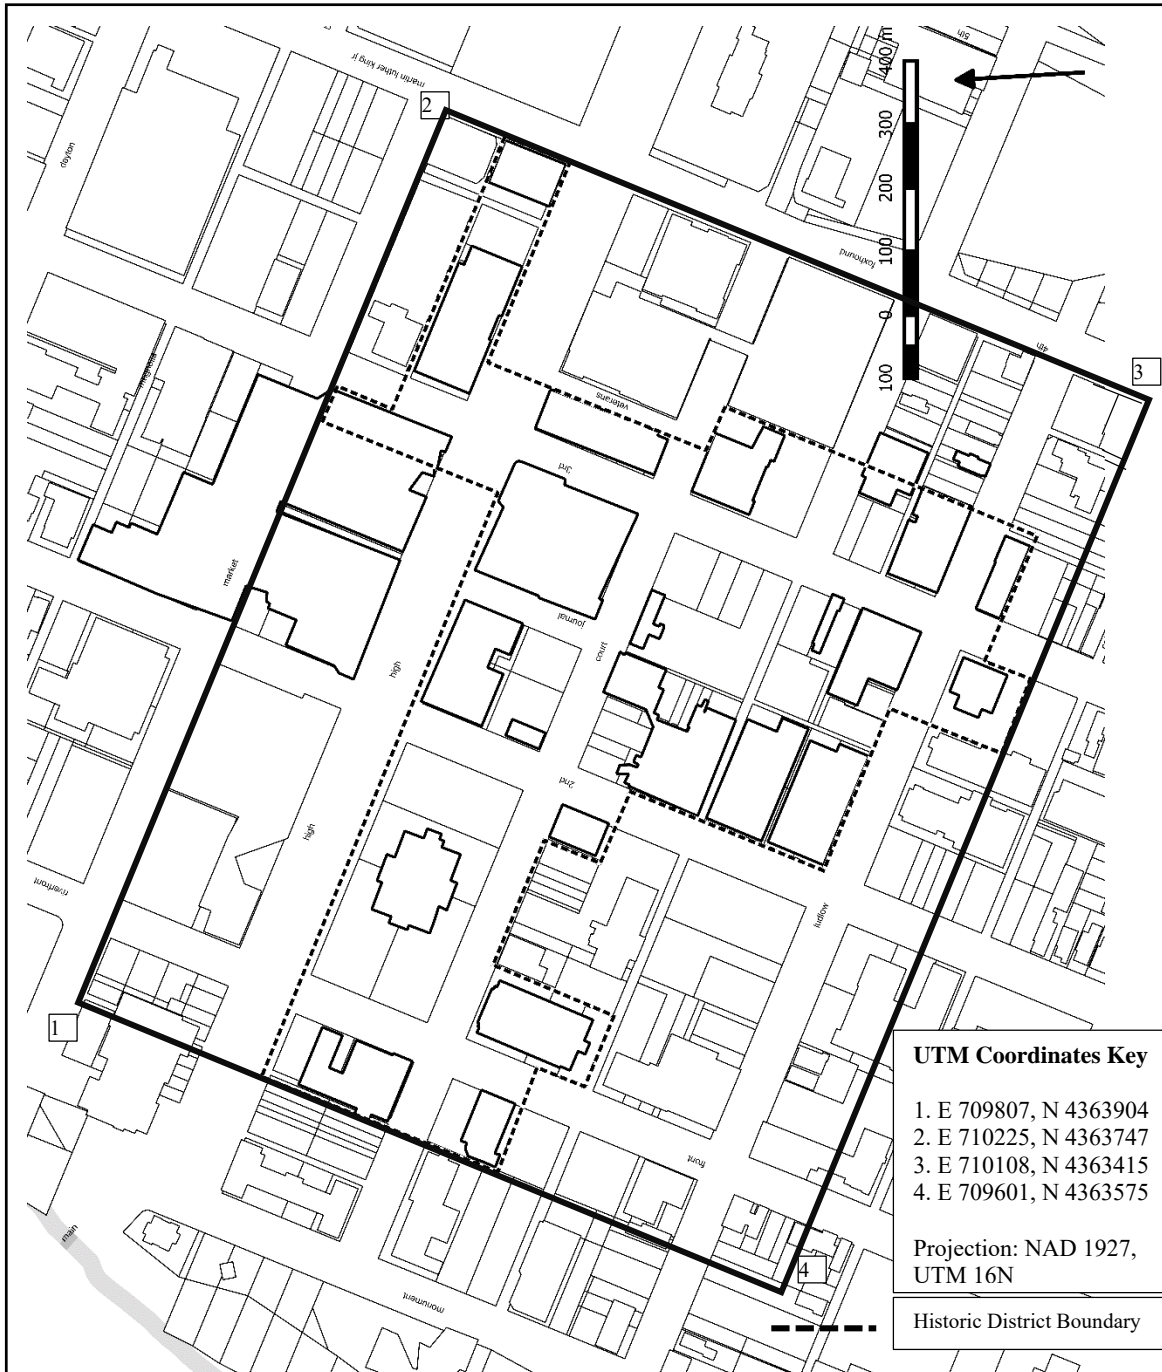 martin luther king jr
2
5th
400 m
300
200
100
0
100
clayton
foxhound
4th
3
magnolia
veterans
3rd
market
journal
court
high
2nd
high
riverfront
ludlow
1
front
main
monument
4
UTM Coordinates Key
1. E 709807, N 4363904
2. E 710225, N 4363747
3. E 710108, N 4363415
4. E 709601, N 4363575
Projection: NAD 1927,
UTM 16N
Historic District Boundary